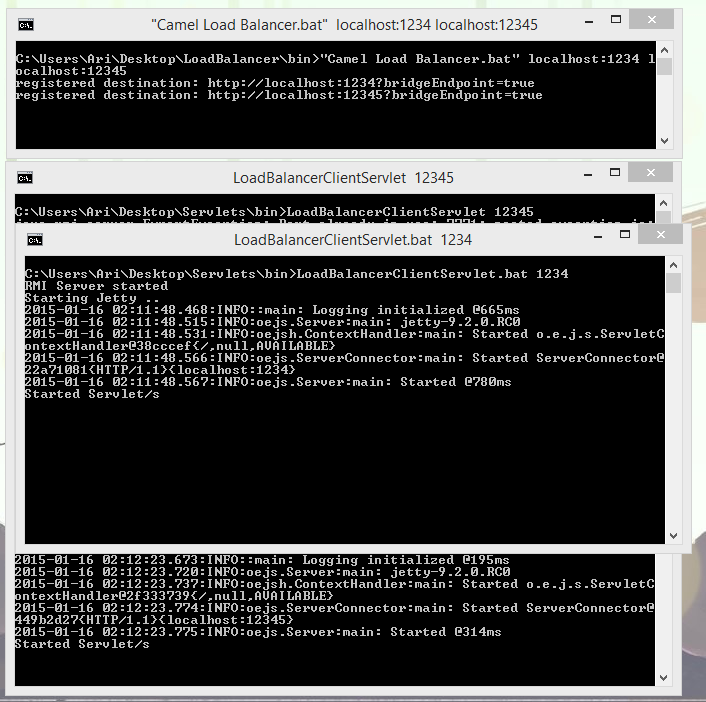 "Camel Load Balancer.bat"  localhost:1234 localhost:12345
C:\Users\Ari\Desktop\LoadBalancer\bin>"Camel Load Balancer.bat" localhost:1234 l
ocalhost:12345
registered destination: http://localhost:1234?bridgeEndpoint=true
registered destination: http://localhost:12345?bridgeEndpoint=true
LoadBalancerClientServlet  12345
C:\Users\Ari\Desktop\Servlets\bin>LoadBalancerClientServlet 12345
LoadBalancerClientServlet.bat  1234
C:\Users\Ari\Desktop\Servlets\bin>LoadBalancerClientServlet.bat 1234
RMI Server started
Starting Jetty ..
2015-01-16 02:11:48.468:INFO::main: Logging initialized @665ms
2015-01-16 02:11:48.515:INFO:oejs.Server:main: jetty-9.2.0.RC0
2015-01-16 02:11:48.531:INFO:oejsh.ContextHandler:main: Started o.e.j.s.ServletC
ontextHandler@38cccef{/,null,AVAILABLE}
2015-01-16 02:11:48.566:INFO:oejs.ServerConnector:main: Started ServerConnector@
22a71081{HTTP/1.1}{localhost:1234}
2015-01-16 02:11:48.567:INFO:oejs.Server:main: Started @780ms
Started Servlet/s
2015-01-16 02:12:23.673:INFO::main: Logging initialized @195ms
2015-01-16 02:12:23.720:INFO:oejs.Server:main: jetty-9.2.0.RC0
2015-01-16 02:12:23.737:INFO:oejsh.ContextHandler:main: Started o.e.j.s.ServletC
ontextHandler@2f333739{/,null,AVAILABLE}
2015-01-16 02:12:23.774:INFO:oejs.ServerConnector:main: Started ServerConnector@
449b2d27{HTTP/1.1}{localhost:12345}
2015-01-16 02:12:23.775:INFO:oejs.Server:main: Started @314ms
Started Servlet/s